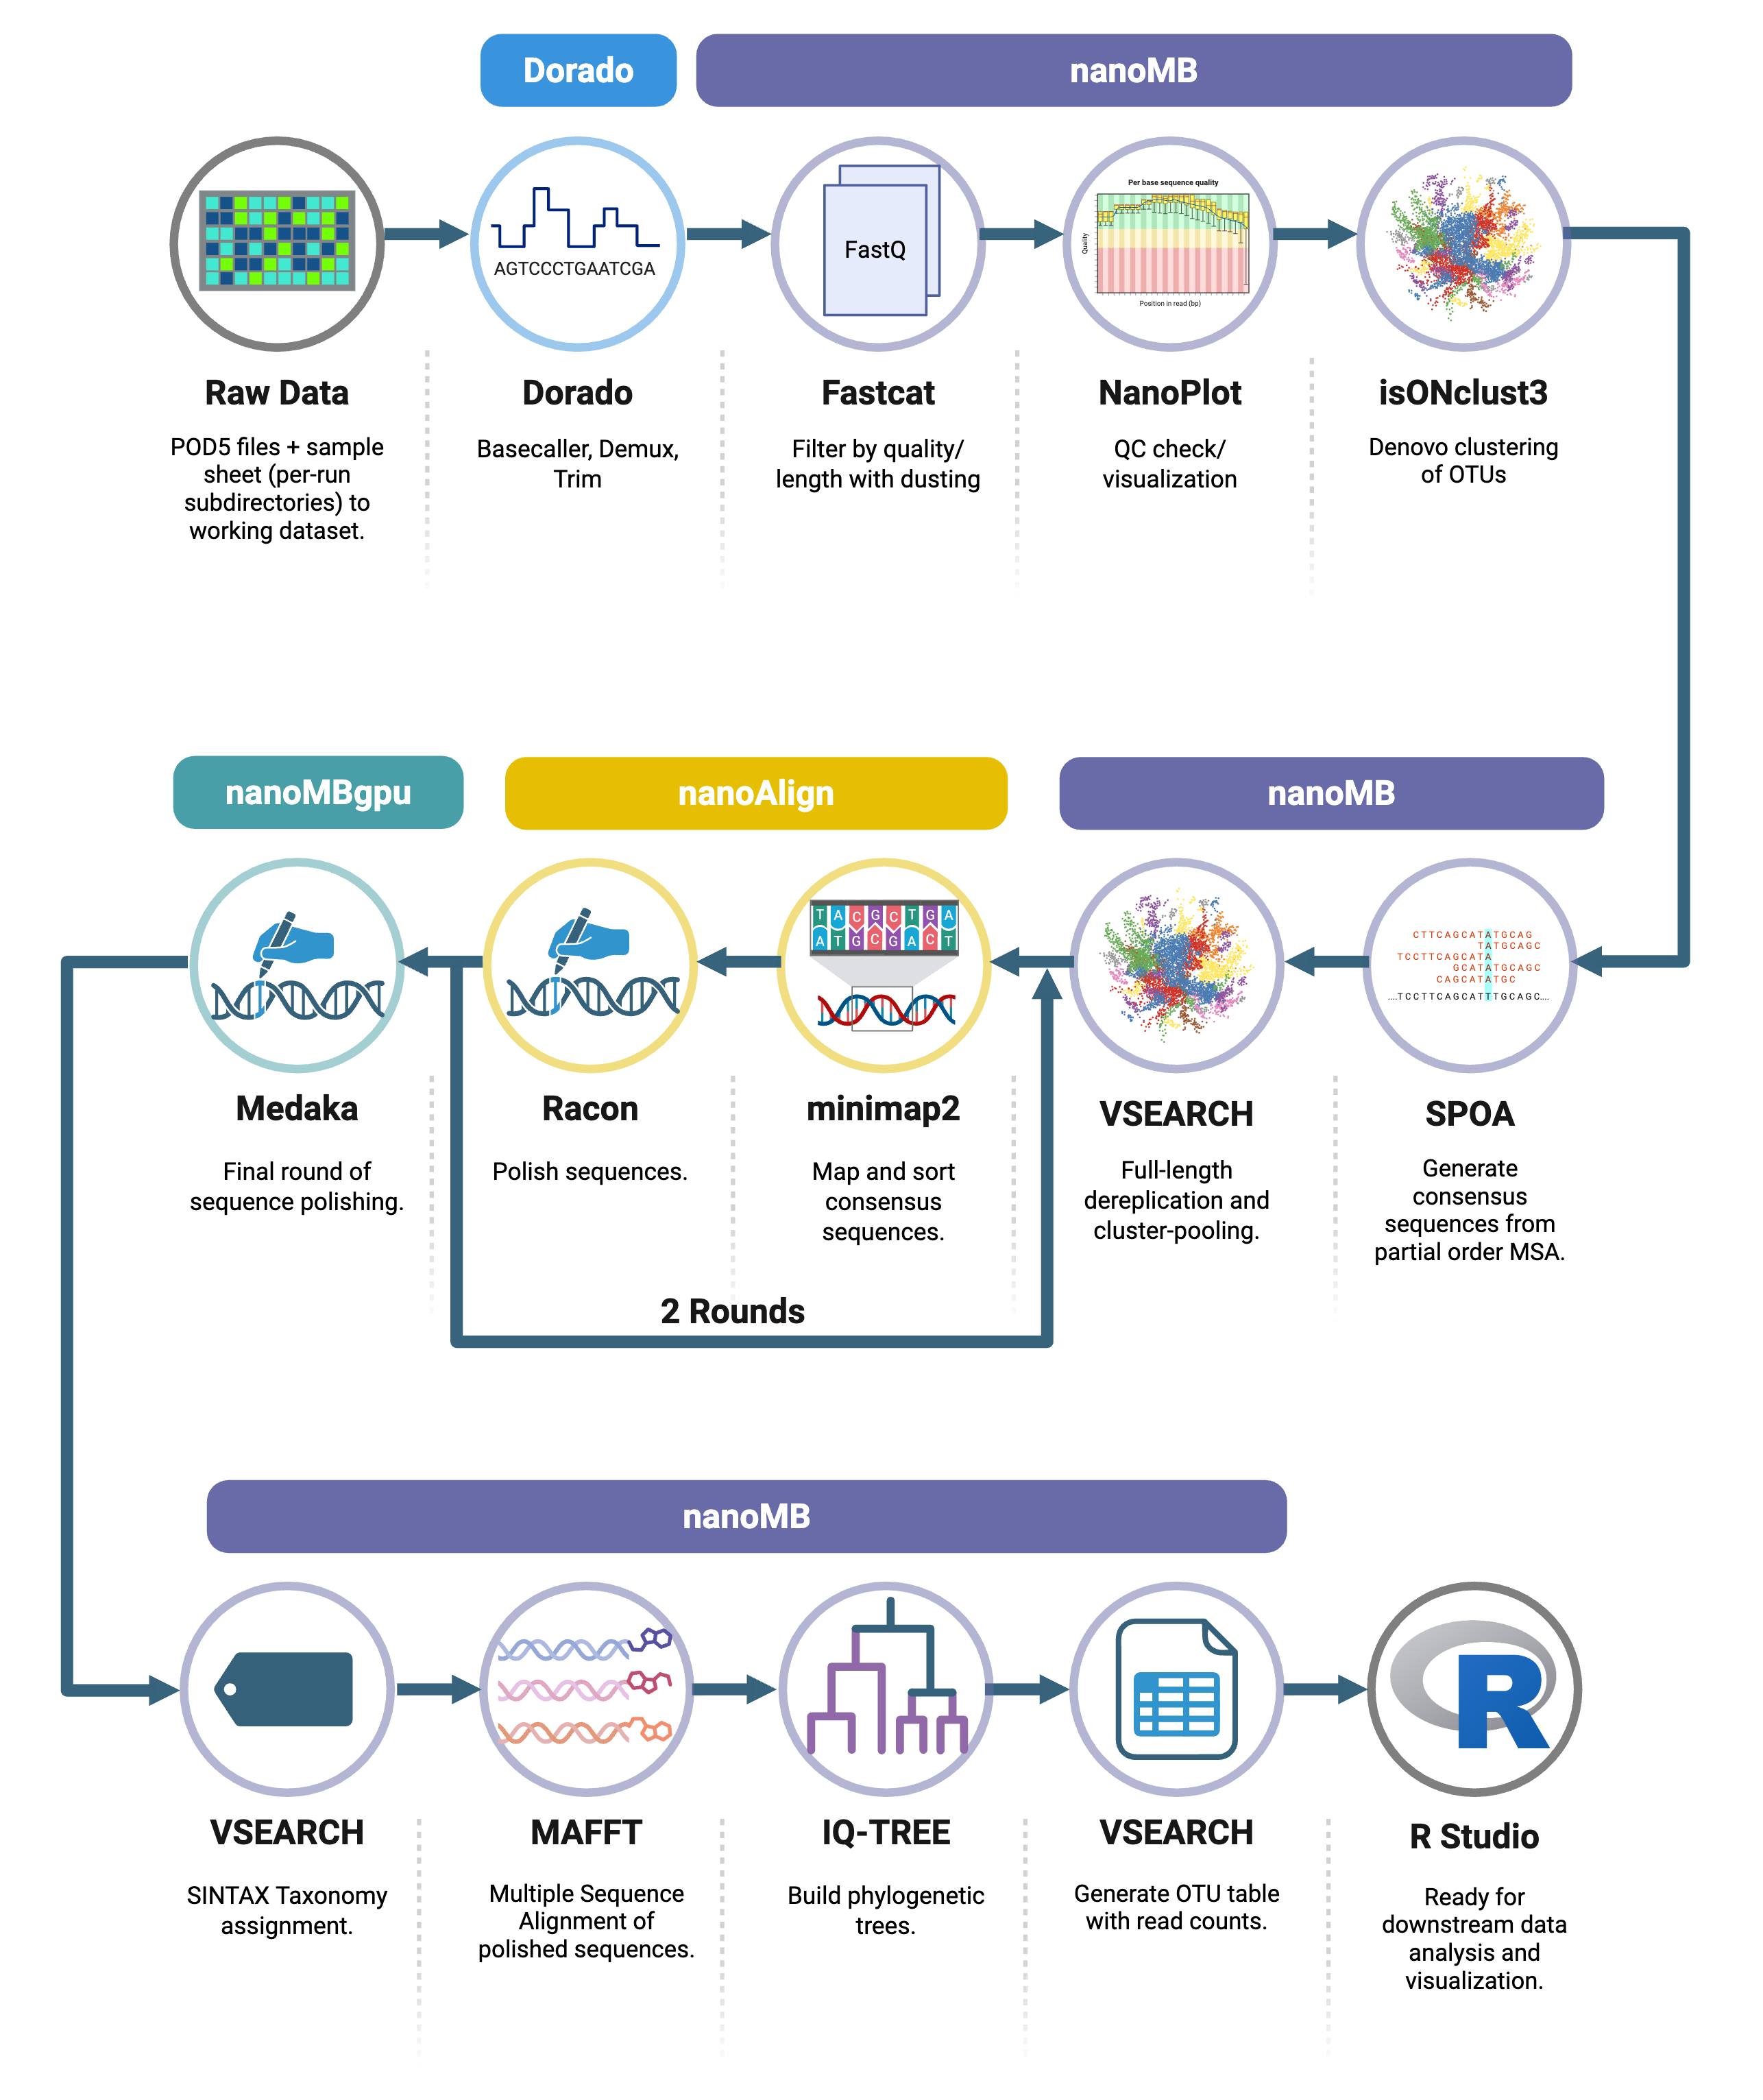 Dorado
nanoMB
AGTCCCTGAATCGA
FastQ
Per base sequence quality
Quality
Position in read (bp)
Raw Data
Dorado
Fastcat
NanoPlot
isONclust3
POD5 files + sample
sheet (per-run
subdirectories) to
working dataset.
Basecaller, Demux,
Trim
Filter by quality/
length with dusting
QC check/
visualization
Denovo clustering
of OTUs
nanoMBgpu
nanoAlign
nanoMB
TACGCTGA
ATGCGACT
CTTCAGCATATGCAG
TATGCAGC
TCCTTCAGCATA
GCATATGCAGC
CAGCATATGC
....TCCTTCAGCATTTGCAGC....
Medaka
Racon
minimap2
VSEARCH
SPOA
Final round of
sequence polishing.
Polish sequences.
Map and sort
consensus
sequences.
Full-length
dereplication and
cluster-pooling.
Generate
consensus
sequences from
partial order MSA.
2 Rounds
nanoMB
R
VSEARCH
MAFFT
IQ-TREE
VSEARCH
R Studio
SINTAX Taxonomy
assignment.
Multiple Sequence
Alignment of
polished sequences.
Build phylogenetic
trees.
Generate OTU table
with read counts.
Ready for
downstream data
analysis and
visualization.